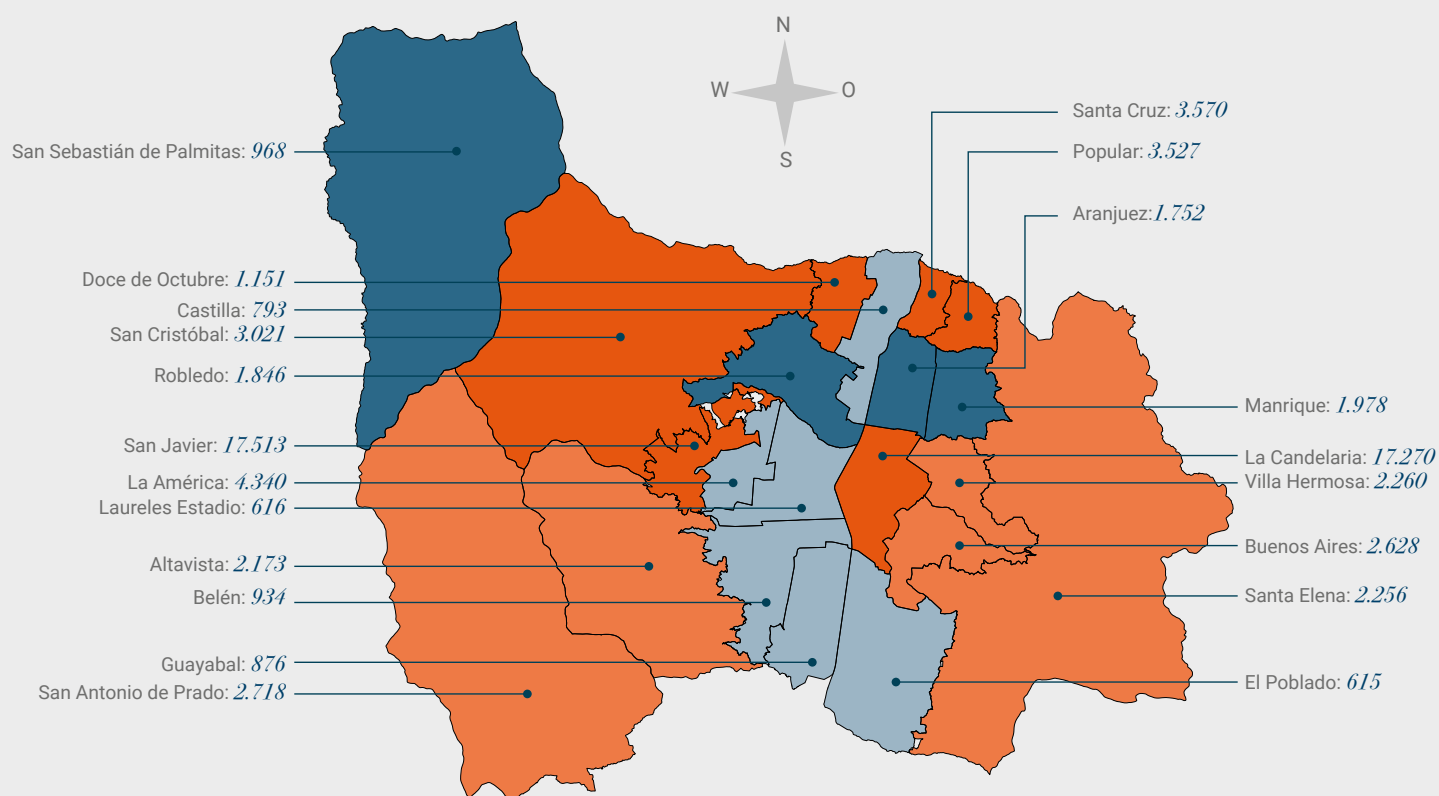 N
W
O
S
San Sebastián de Palmitas: 968
Doce de Octubre: 1.151
Castilla: 793
San Cristóbal: 3.021
Robledo: 1.846
San Javier: 17.513
La América: 4.340
Laureles Estadio: 616
Altavista: 2.173
Belén: 934
Guayabal: 876
San Antonio de Prado: 2.718
Santa Cruz: 3.570
Popular: 3.527
Aranjuez:1.752
Manrique: 1.978
La Candelaria: 17.270
Villa Hermosa: 2.260
Buenos Aires: 2.628
Santa Elena: 2.256
El Poblado: 615